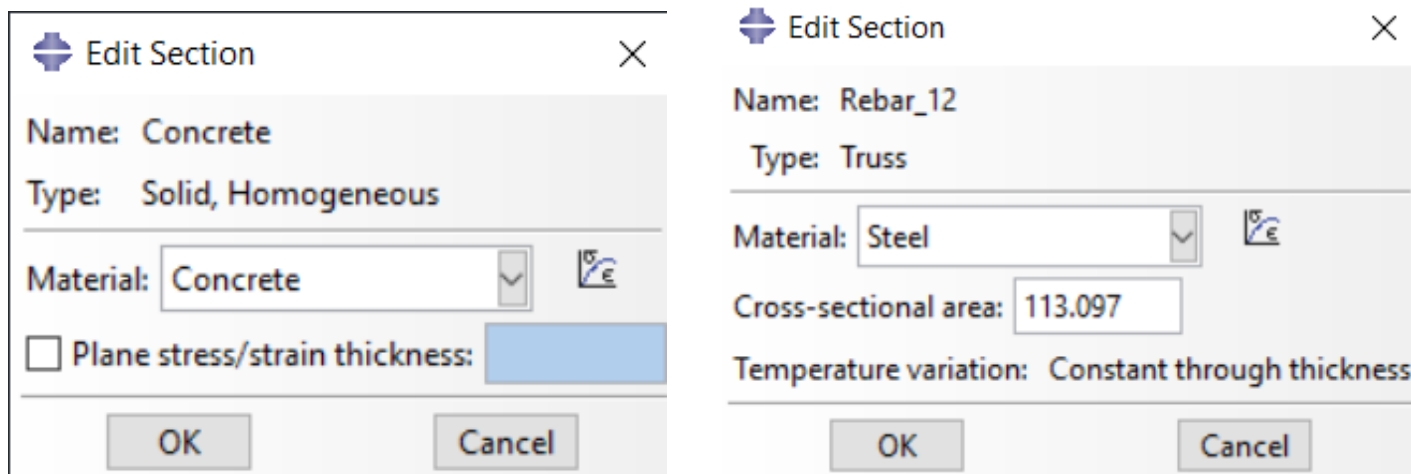 Edit Section
Name: Concrete
Type: Solid, Homogeneous
Material: Concrete
Plane stress/strain thickness:
OK Cancel
Edit Section
Name: Rebar_12
Type: Truss
Material: Steel
Cross-sectional area: 113.097
Temperature variation: Constant through thickness
OK Cancel